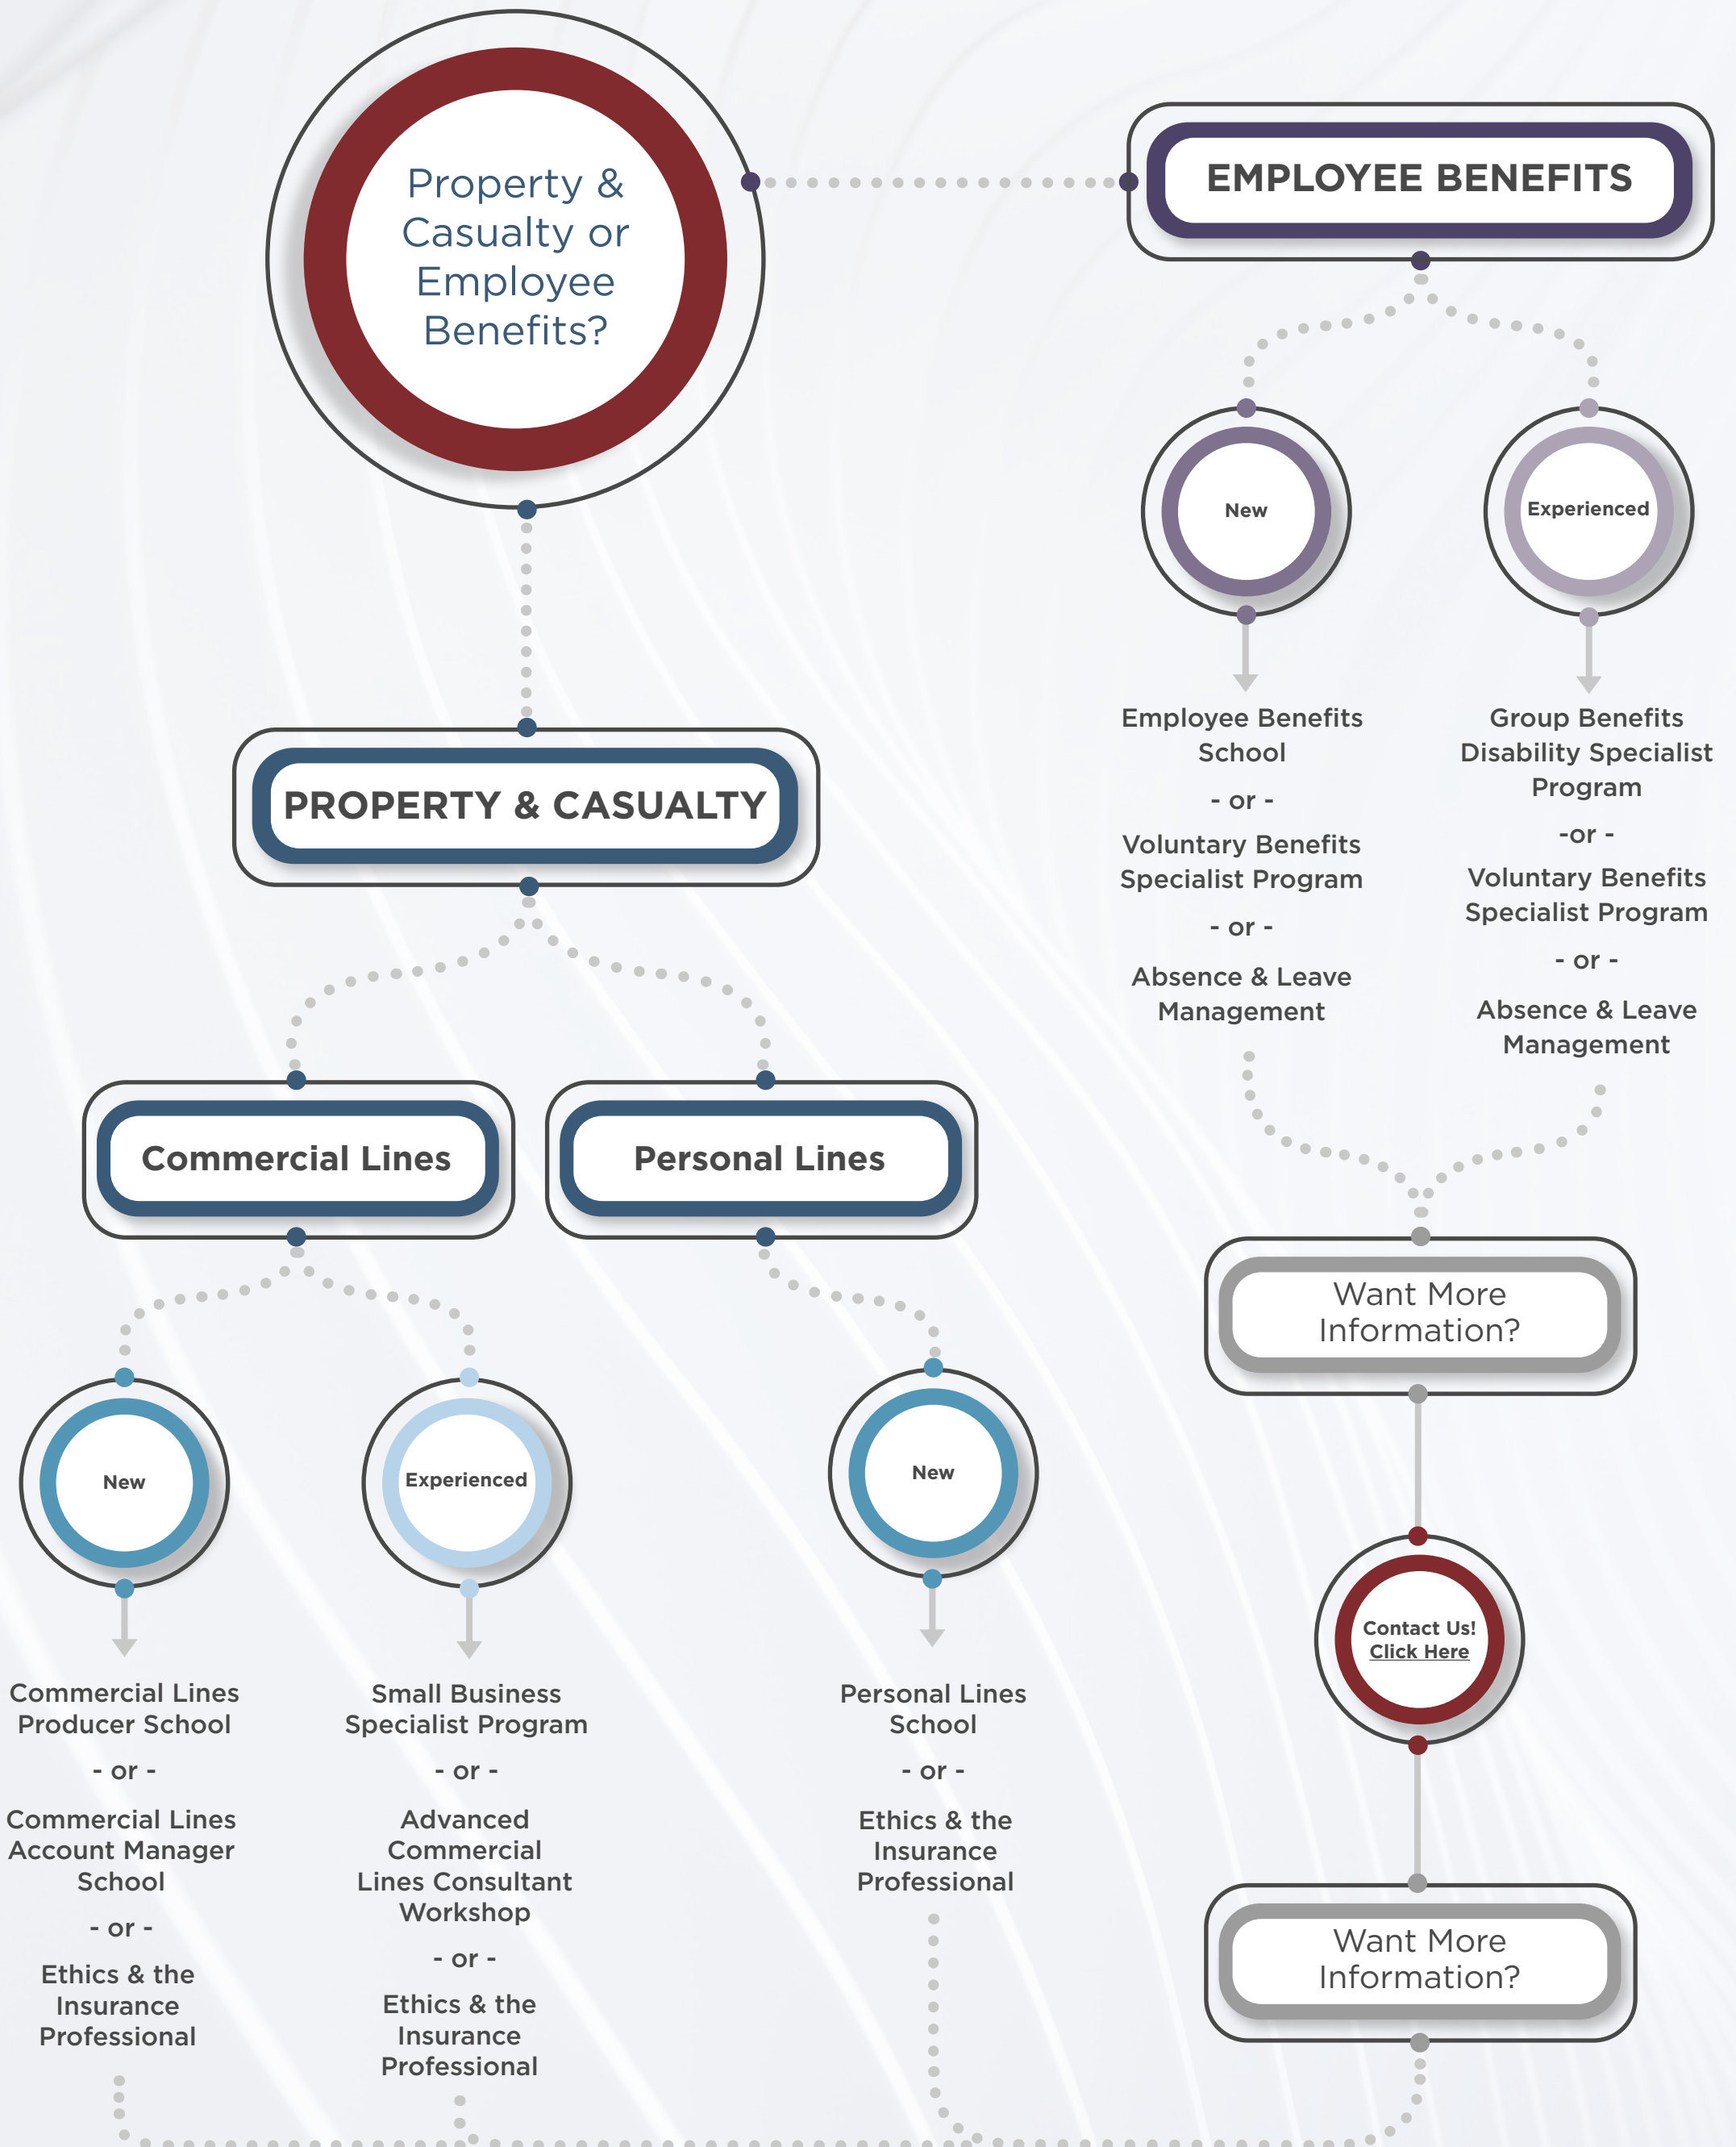 Property &
Casualty or
Employee
Benefits?
EMPLOYEE BENEFITS
New
Experienced
Employee Benefits
School
- or -
Voluntary Benefits
Specialist Program
- or -
Absence & Leave
Management
Group Benefits
Disability Specialist
Program
-or -
Voluntary Benefits
Specialist Program
- or -
Absence & Leave
Management
PROPERTY & CASUALTY
Commercial Lines
Personal Lines
New
Experienced
New
Commercial Lines
Producer School
- or -
Commercial Lines
Account Manager
School
- or -
Ethics & the
Insurance
Professional
Small Business
Specialist Program
- or -
Advanced
Commercial
Lines Consultant
Workshop
- or -
Ethics & the
Insurance
Professional
Personal Lines
School
- or -
Ethics & the
Insurance
Professional
Want More
Information?
Contact Us!
Click Here
Want More
Information?